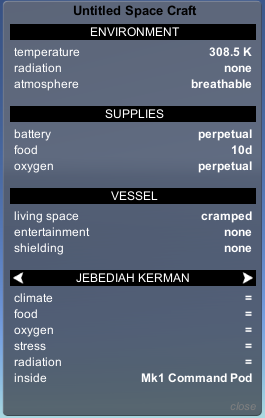 Untitled Space Craft
ENVIRONMENT
temperature 308.5 K
radiation none
atmosphere breathable
SUPPLIES
battery perpetual
food 10d
oxygen perpetual
VESSEL
living space cramped
entertainment none
shielding none
JEBEDIAH KERMAN
climate =
food =
oxygen =
stress =
radiation =
inside Mk1 Command Pod
close